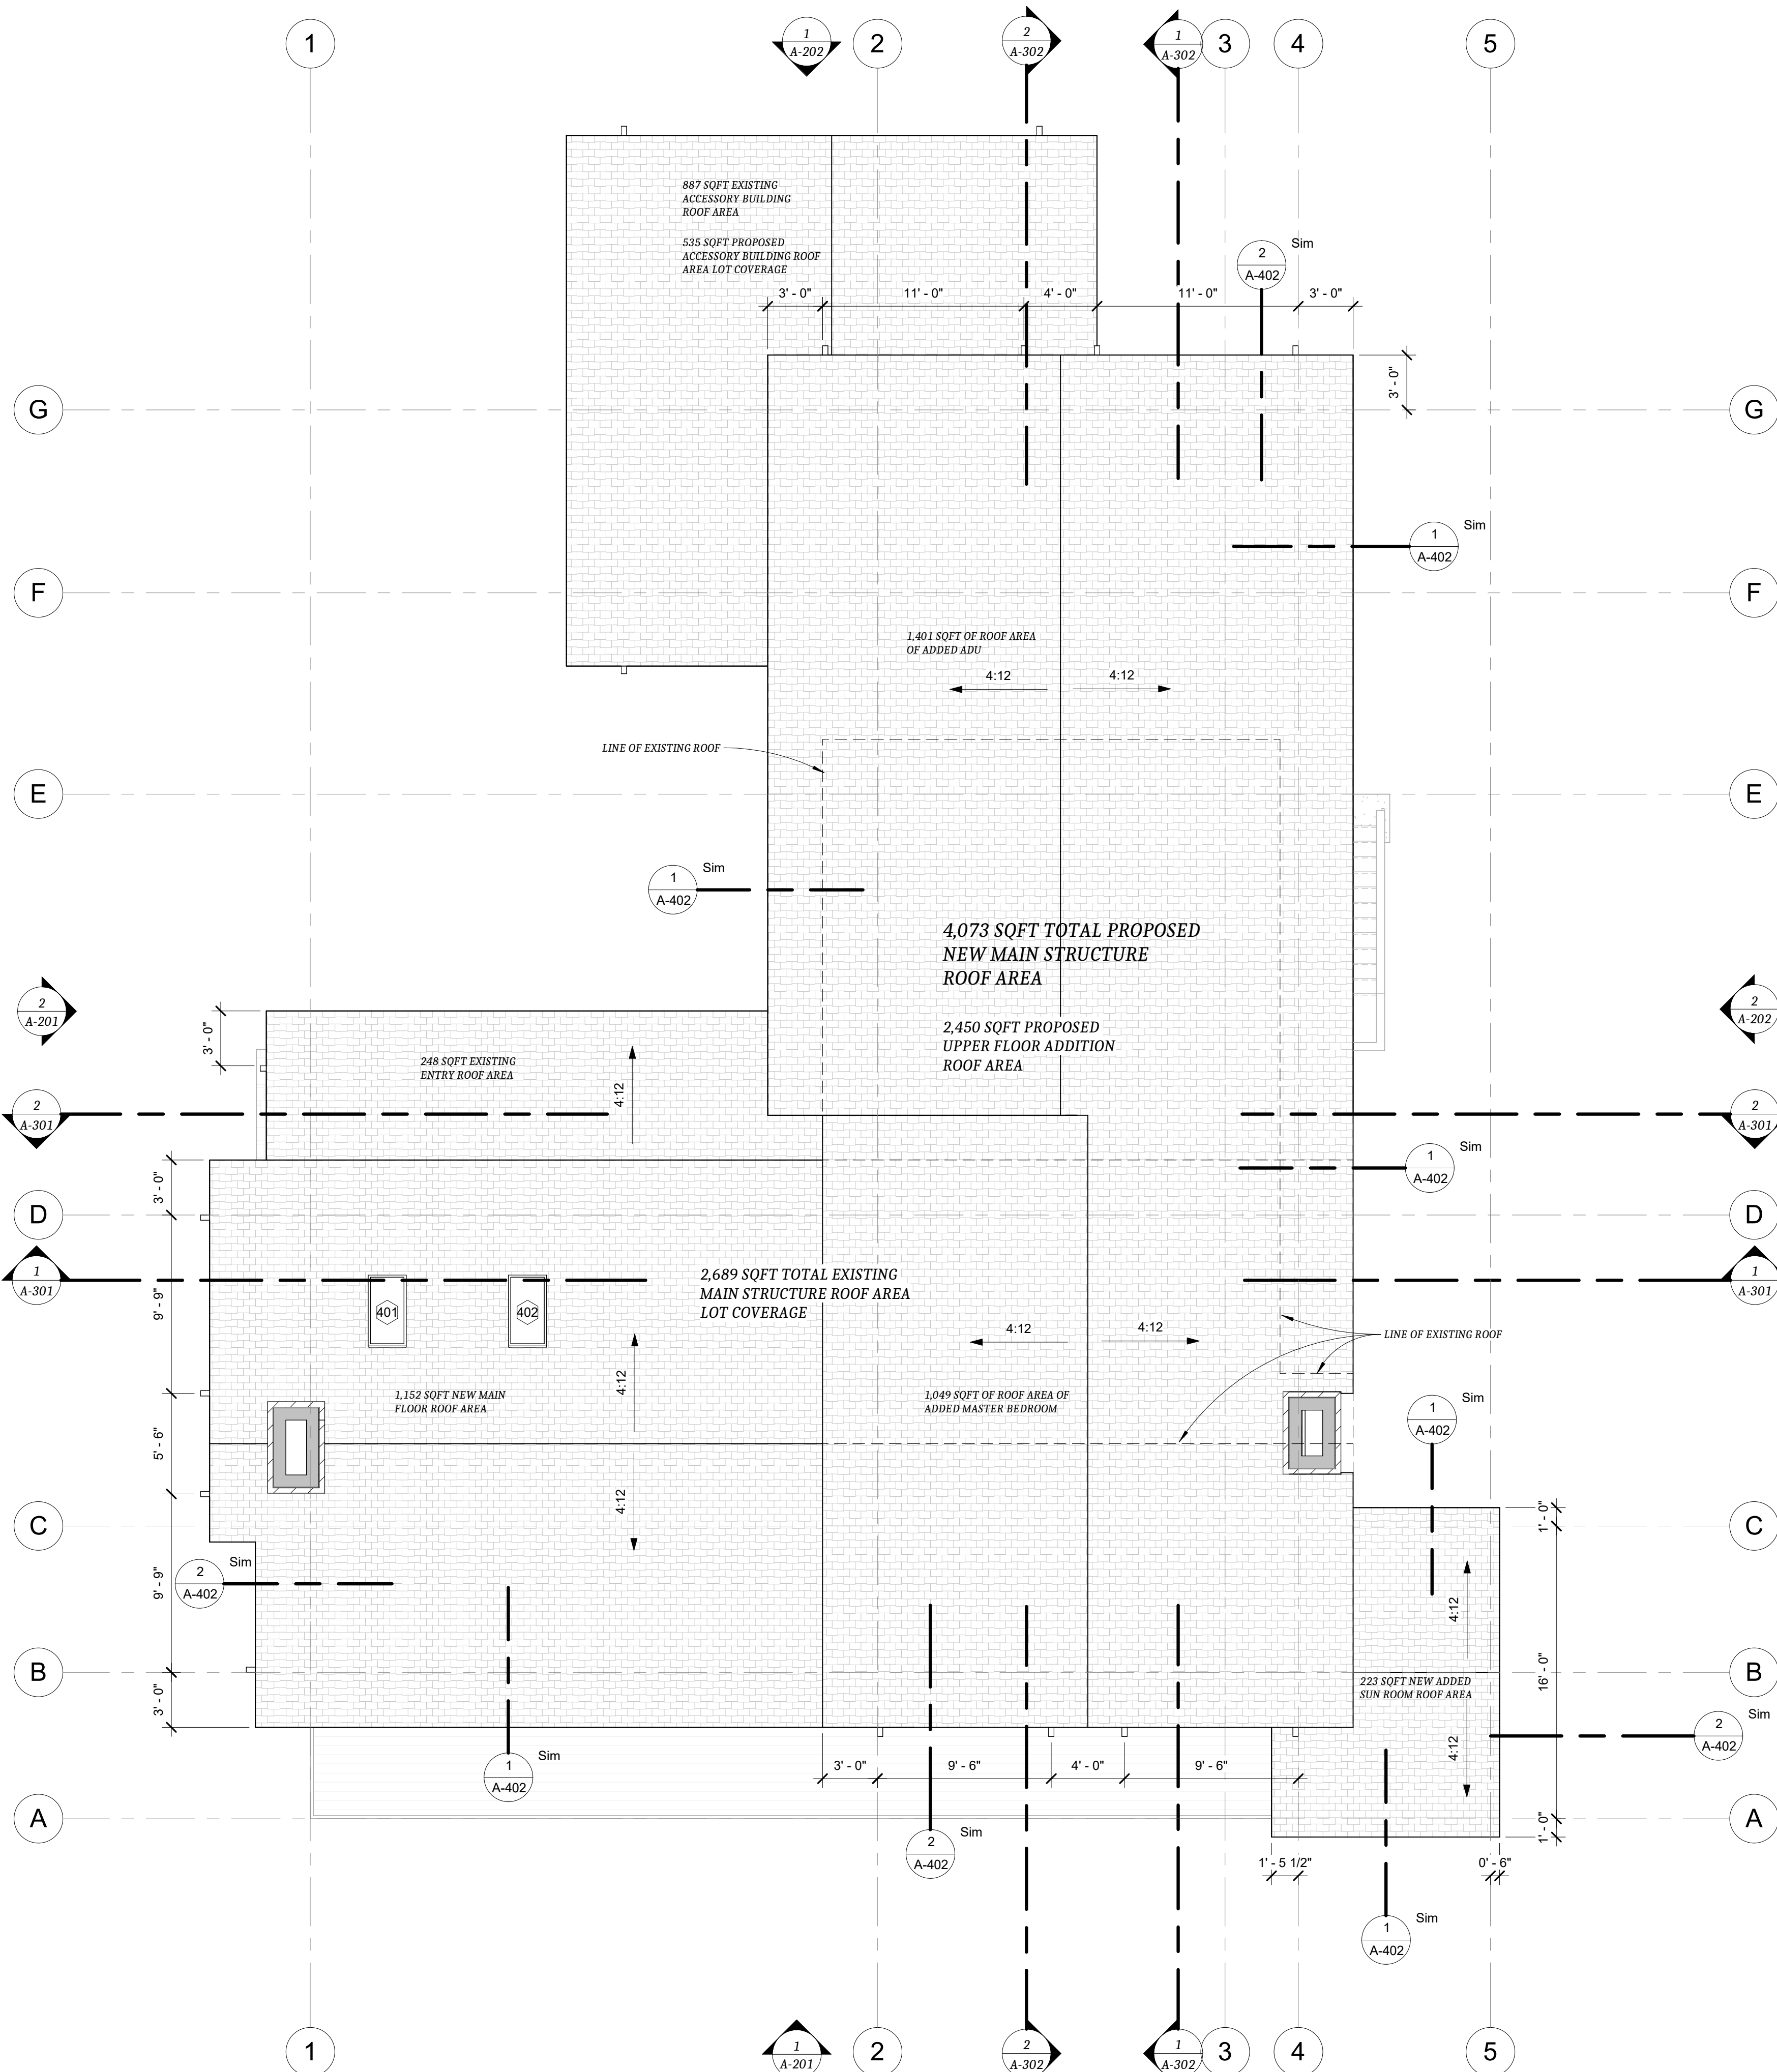 1
1
A-202
2
2
A-302
1
A-302
3
4
5
887 SQFT EXISTING
ACCESSORY BUILDING
ROOF AREA
535 SQFT PROPOSED
ACCESSORY BUILDING ROOF
AREA LOT COVERAGE
2
A-402
Sim
3' - 0"
11' - 0"
4' - 0"
11' - 0"
3' - 0"
3' - 0"
G
G
1
A-402
Sim
F
F
1,401 SQFT OF ROOF AREA
OF ADDED ADU
4:12
4:12
LINE OF EXISTING ROOF
E
E
1
A-402
Sim
4,073 SQFT TOTAL PROPOSED
NEW MAIN STRUCTURE
ROOF AREA
2
A-201
2
A-202
3' - 0"
2,450 SQFT PROPOSED
UPPER FLOOR ADDITION
ROOF AREA
248 SQFT EXISTING
ENTRY ROOF AREA
4:12
2
A-301
2
A-301
1
A-402
Sim
3' - 0"
D
D
1
A-301
1
A-301
9' - 9"
401
402
2,689 SQFT TOTAL EXISTING
MAIN STRUCTURE ROOF AREA
LOT COVERAGE
4:12
4:12
LINE OF EXISTING ROOF
4:12
1,152 SQFT NEW MAIN
FLOOR ROOF AREA
1,049 SQFT OF ROOF AREA OF
ADDED MASTER BEDROOM
1
A-402
Sim
5' - 6"
4:12
C
C
1' - 0"
2
A-402
Sim
9' - 9"
4:12
B
B
16' - 0"
223 SQFT NEW ADDED
SUN ROOM ROOF AREA
3' - 0"
4:12
2
A-402
Sim
1
A-402
Sim
3' - 0"
9' - 6"
4' - 0"
9' - 6"
A
A
1' - 0"
2
A-402
Sim
1' - 5 1/2"
0' - 6"
1
A-402
Sim
1
1
A-201
2
2
A-302
1
A-302
3
4
5